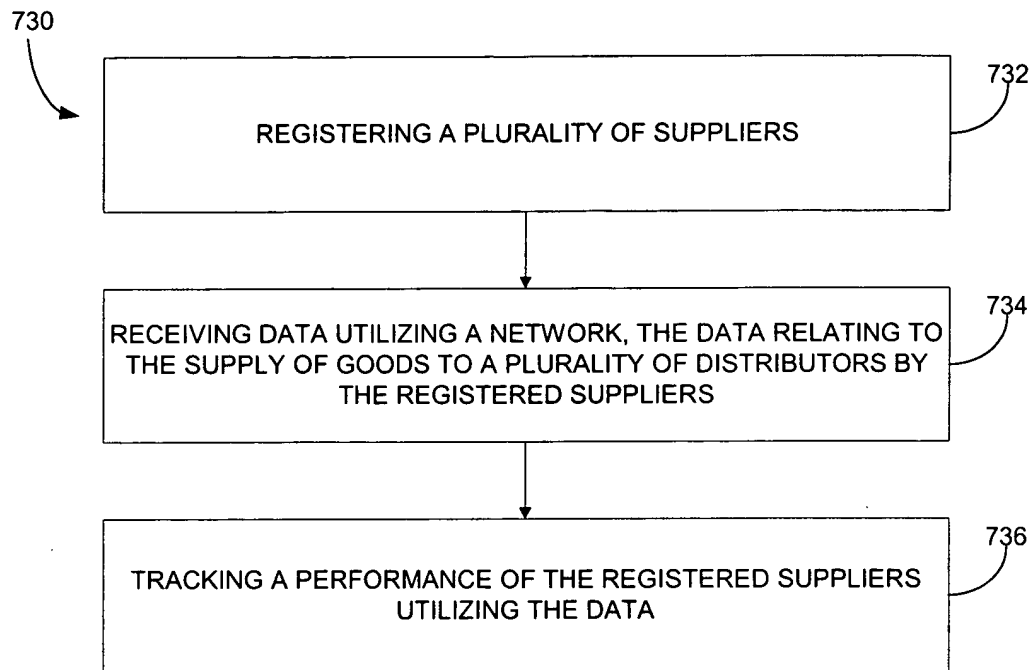 730
732
REGISTERING A PLURALITY OF SUPPLIERS
734
RECEIVING DATA UTILIZING A NETWORK, THE DATA RELATING TO
THE SUPPLY OF GOODS TO A PLURALITY OF DISTRIBUTORS BY
THE REGISTERED SUPPLIERS
736
TRACKING A PERFORMANCE OF THE REGISTERED SUPPLIERS
UTILIZING THE DATA